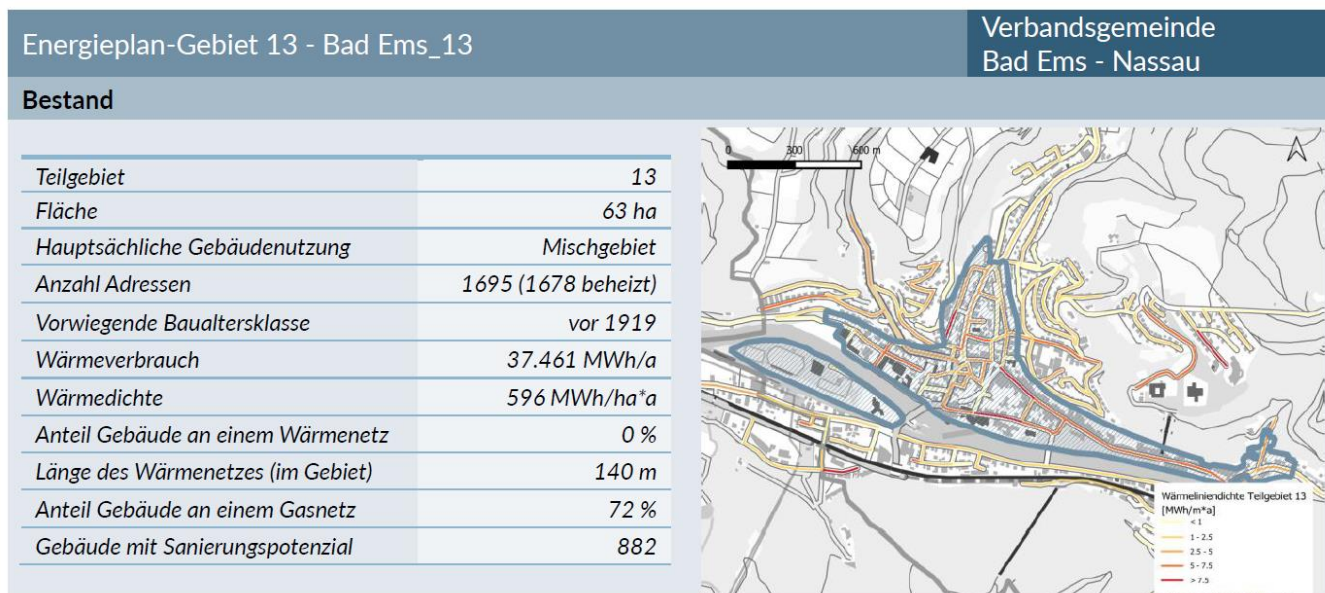 Energieplan-Gebiet 13 - Bad Ems_13
Verbandsgemeinde
Bad Ems - Nassau
Bestand
Teilgebiet 13
Fläche 63 ha
Hauptsächliche Gebäudenutzung Mischgebiet
Anzahl Adressen 1695 (1678 beheizt)
Vorwiegende Baualtersklasse vor 1919
Wärmeverbrauch 37.461 MWh/a
Wärmedichte 596 MWh/ha*a
Anteil Gebäude an einem Wärmenetz 0 %
Länge des Wärmenetzes (im Gebiet) 140 m
Anteil Gebäude an einem Gasnetz 72 %
Gebäude mit Sanierungspotenzial 882
0 300 600 m
Wärmeliniendichte Teilgebiet 13
[MWh/m*a]
< 1
1 - 2.5
2.5 - 5
5 - 7.5
> 7.5